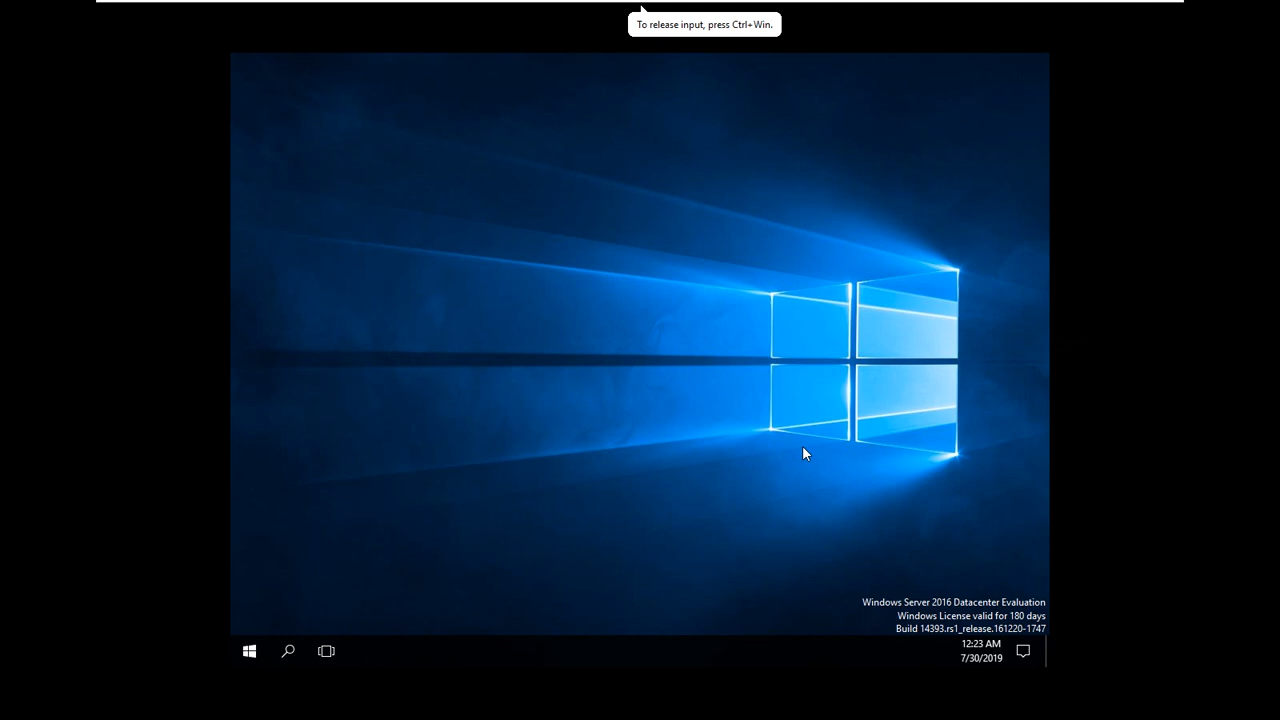 To release input, press Ctrl+Win.
Windows Server 2016 Datacenter Evaluation
Windows License valid for 180 days
Build 14393.rs1_release.161220-1747
12:23 AM
7/30/2019